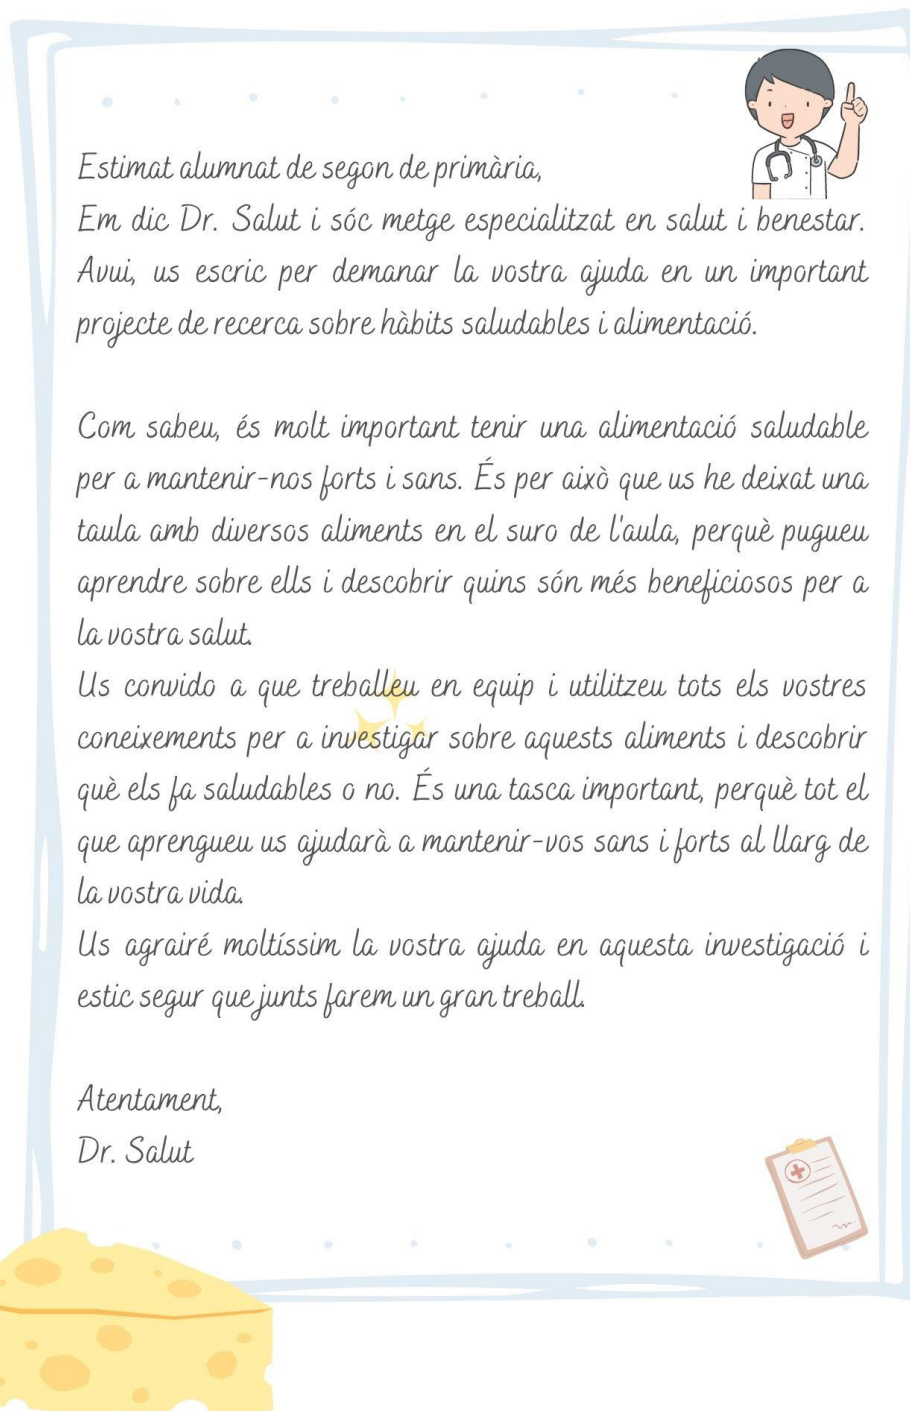 Estimat alumnat de segon de primària,
Em dic Dr. Salut i sóc metge especialitzat en salut i benestar.
Avui, us escric per demanar la vostra ajuda en un important
projecte de recerca sobre hàbits saludables i alimentació.
Com sabeu, és molt important tenir una alimentació saludable
per a mantenir-nos forts i sans. És per això que us he deixat una
taula amb diversos aliments en el suro de l'aula, perquè pugueu
aprendre sobre ells i descobrir quins són més beneficiosos per a
la vostra salut.
Us convido a que treballeu en equip i utilitzeu tots els vostres
coneixements per a investigar sobre aquests aliments i descobrir
què els fa saludables o no. És una tasca important, perquè tot el
que aprengueu us ajudarà a mantenir-vos sans i forts al llarg de
la vostra vida.
Us agrairé moltíssim la vostra ajuda en aquesta investigació i
estic segur que junts farem un gran treball.
Atentament,
Dr. Salut